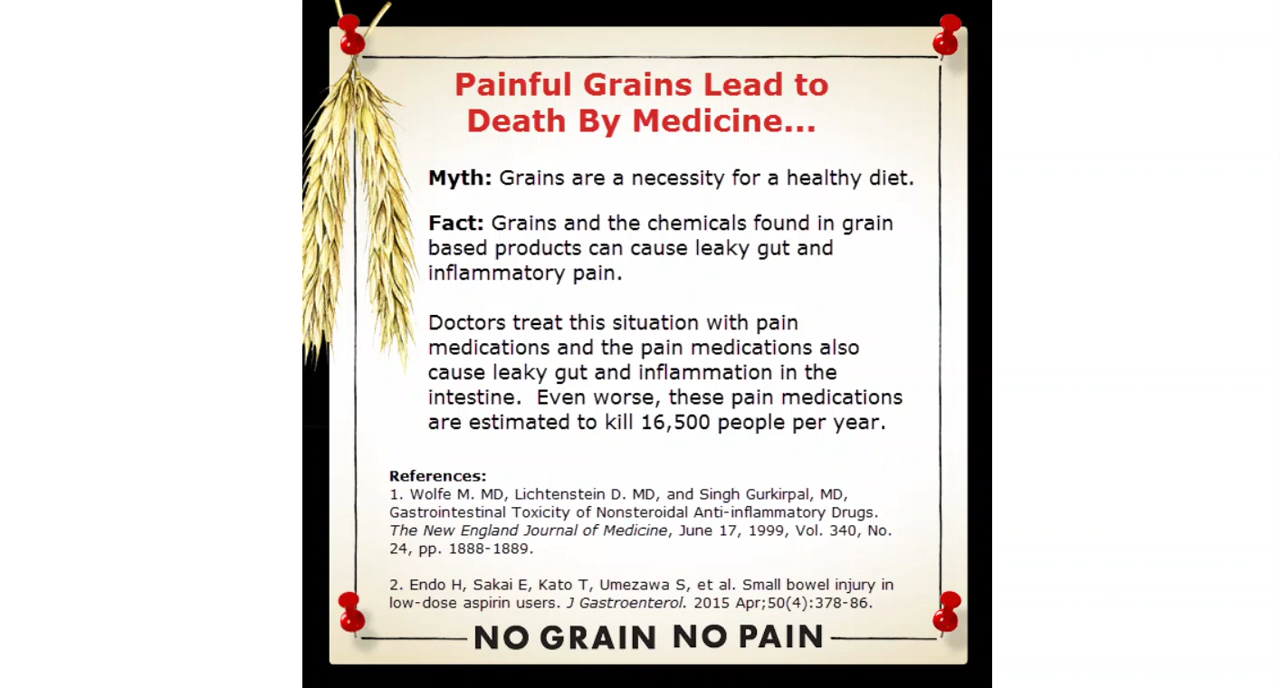 Painful Grains Lead to
Death By Medicine...
Myth: Grains are a necessity for a healthy diet.
Fact: Grains and the chemicals found in grain
based products can cause leaky gut and
inflammatory pain.
Doctors treat this situation with pain
medications and the pain medications also
cause leaky gut and inflammation in the
intestine.  Even worse, these pain medications
are estimated to kill 16,500 people per year.
References:
1. Wolfe M. MD, Lichtenstein D. MD, and Singh Gurkirpal, MD,
Gastrointestinal Toxicity of Nonsteroidal Anti-inflammatory Drugs.
The New England Journal of Medicine, June 17, 1999, Vol. 340, No.
24, pp. 1888-1889.
2. Endo H, Sakai E, Kato T, Umezawa S, et al. Small bowel injury in
low-dose aspirin users. J Gastroenterol. 2015 Apr;50(4):378-86.
NO GRAIN NO PAIN